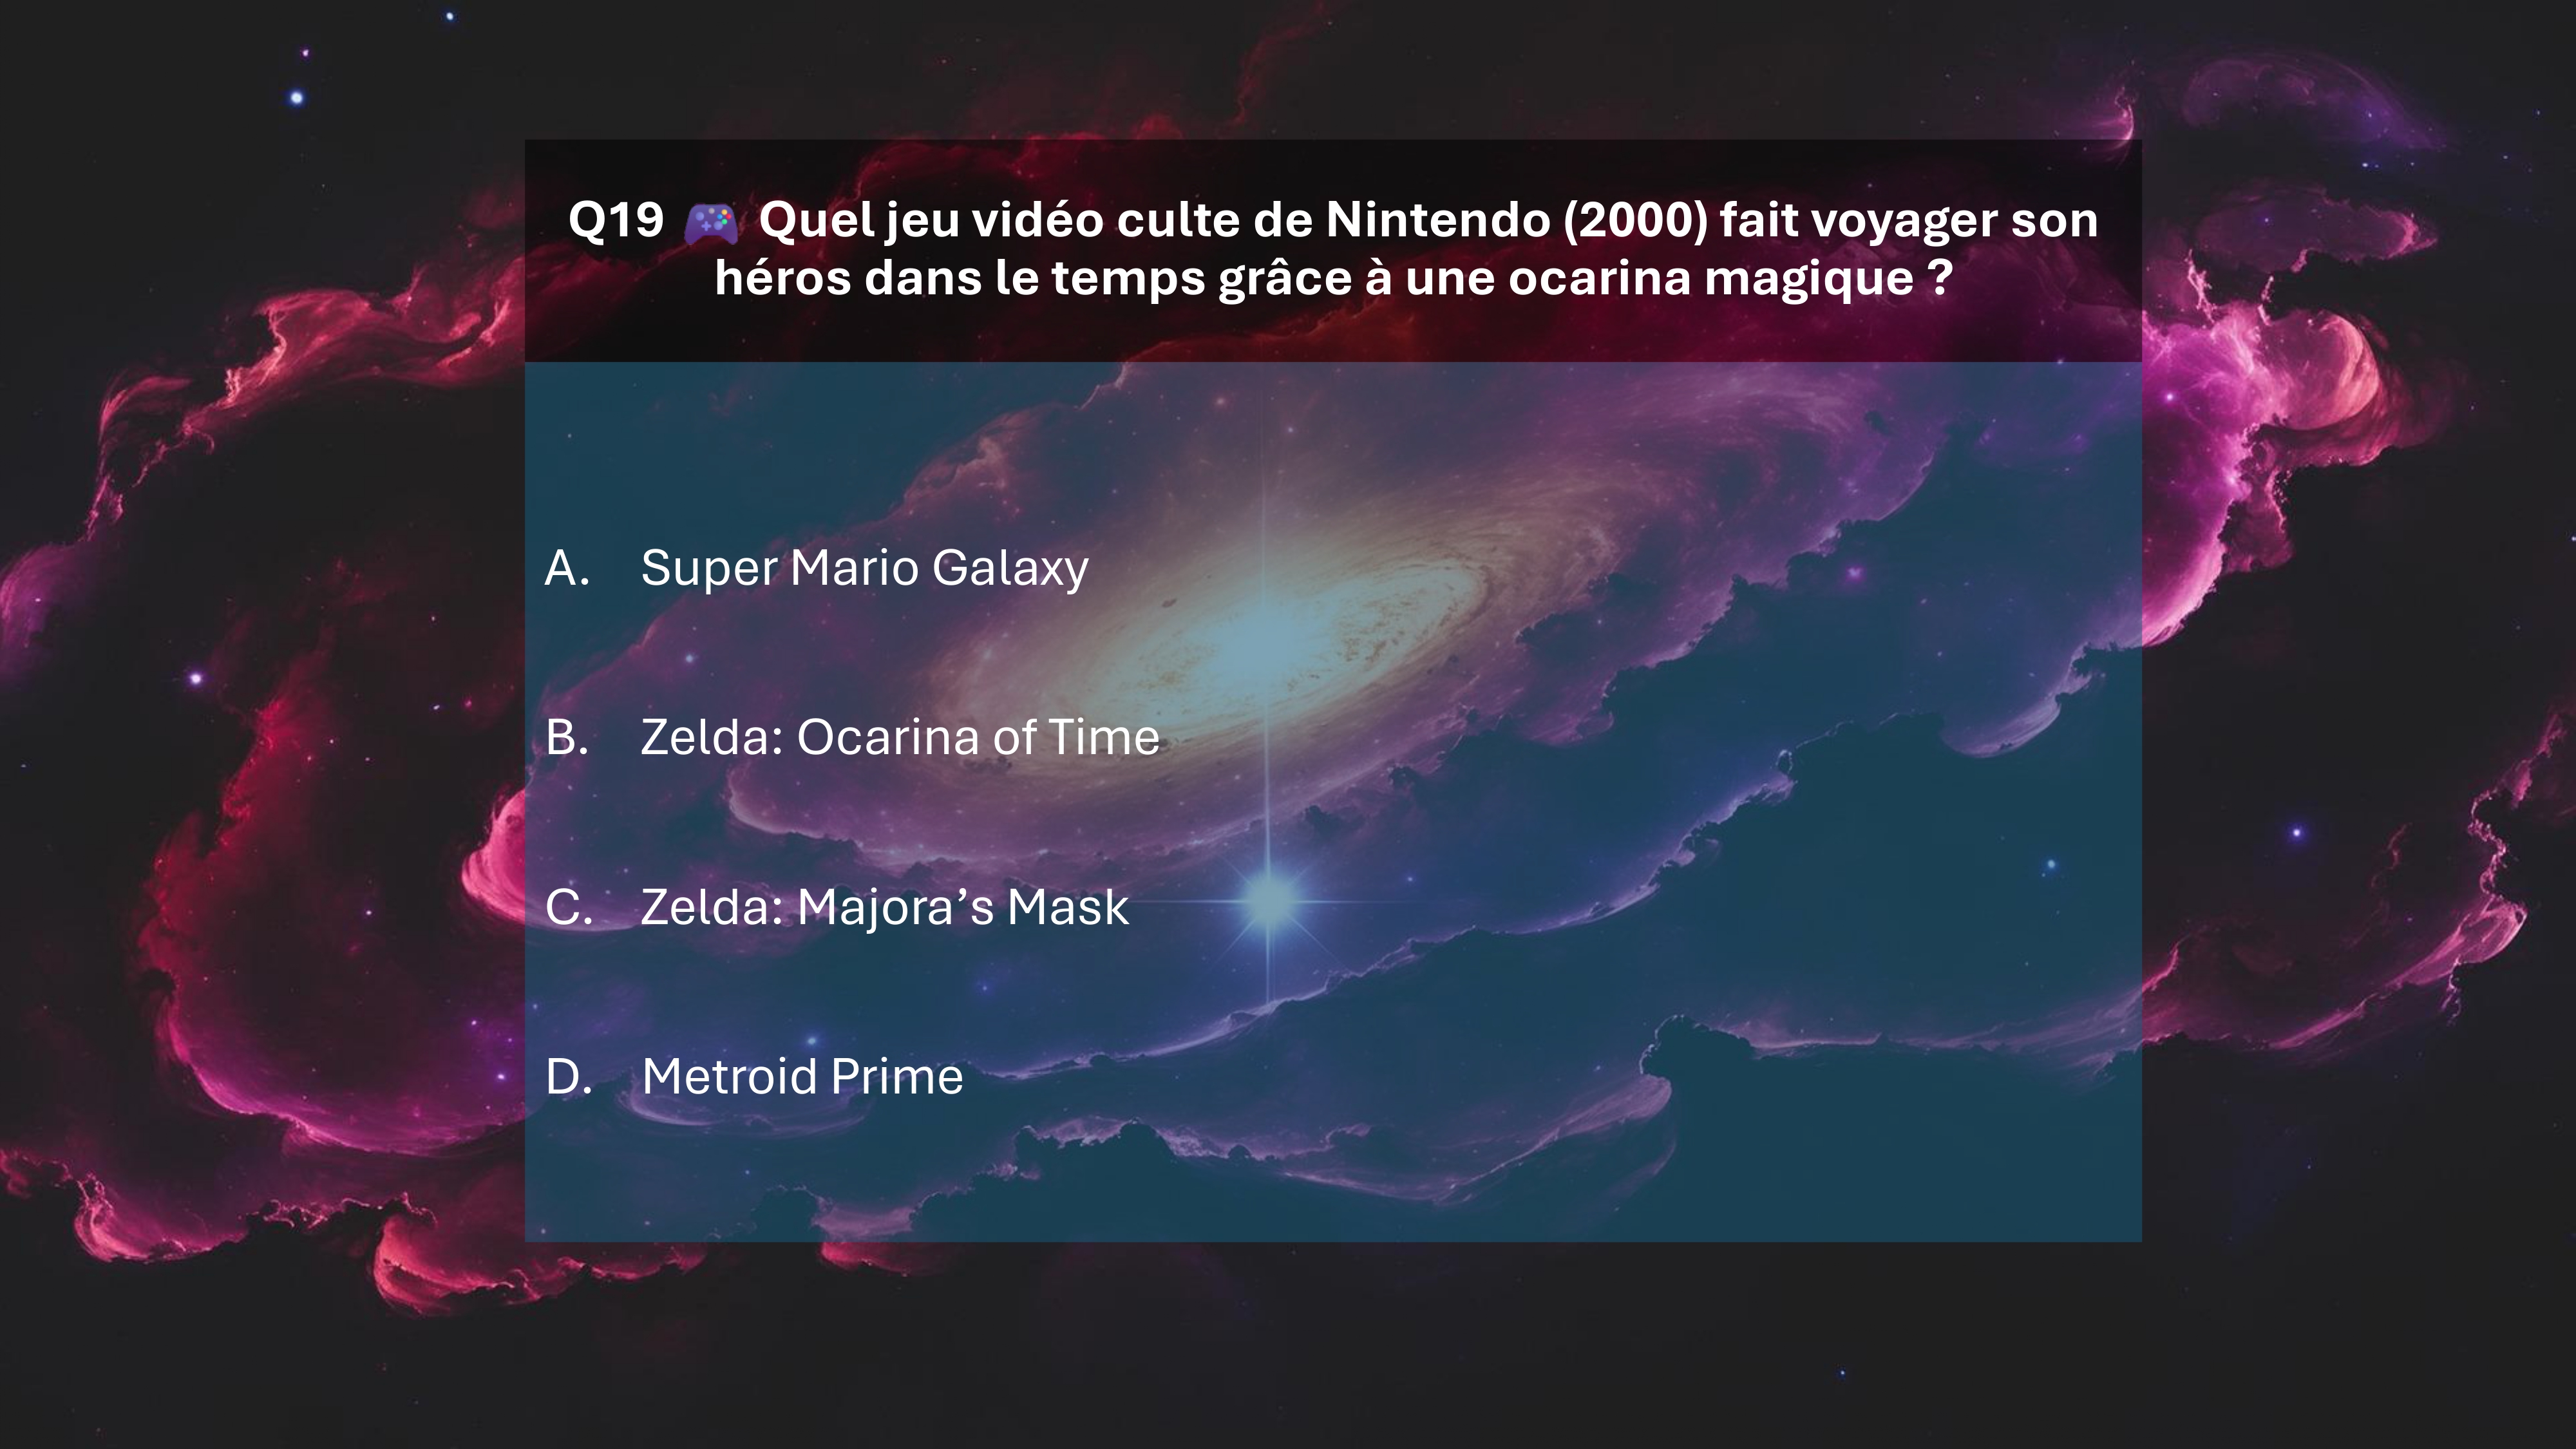 Q19 🎮 Quel jeu vidéo culte de Nintendo (2000) fait voyager son
héros dans le temps grâce à une ocarina magique ?
A. Super Mario Galaxy
B. Zelda: Ocarina of Time
C. Zelda: Majora’s Mask
D. Metroid Prime